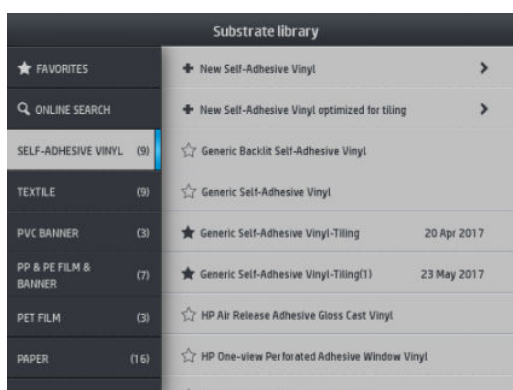 Substrate library
FAVORITES
ONLINE SEARCH
SELF-ADHESIVE VINYL (9)
TEXTILE (9)
PVC BANNER (3)
PP & PE FILM &
BANNER (7)
PET FILM (3)
PAPER (16)
New Self-Adhesive Vinyl
New Self-Adhesive Vinyl optimized for tiling
Generic Backlit Self-Adhesive Vinyl
Generic Self-Adhesive Vinyl
Generic Self-Adhesive Vinyl-Tiling 20 Apr 2017
Generic Self-Adhesive Vinyl-Tiling(1) 23 May 2017
HP Air Release Adhesive Gloss Cast Vinyl
HP One-view Perforated Adhesive Window Vinyl